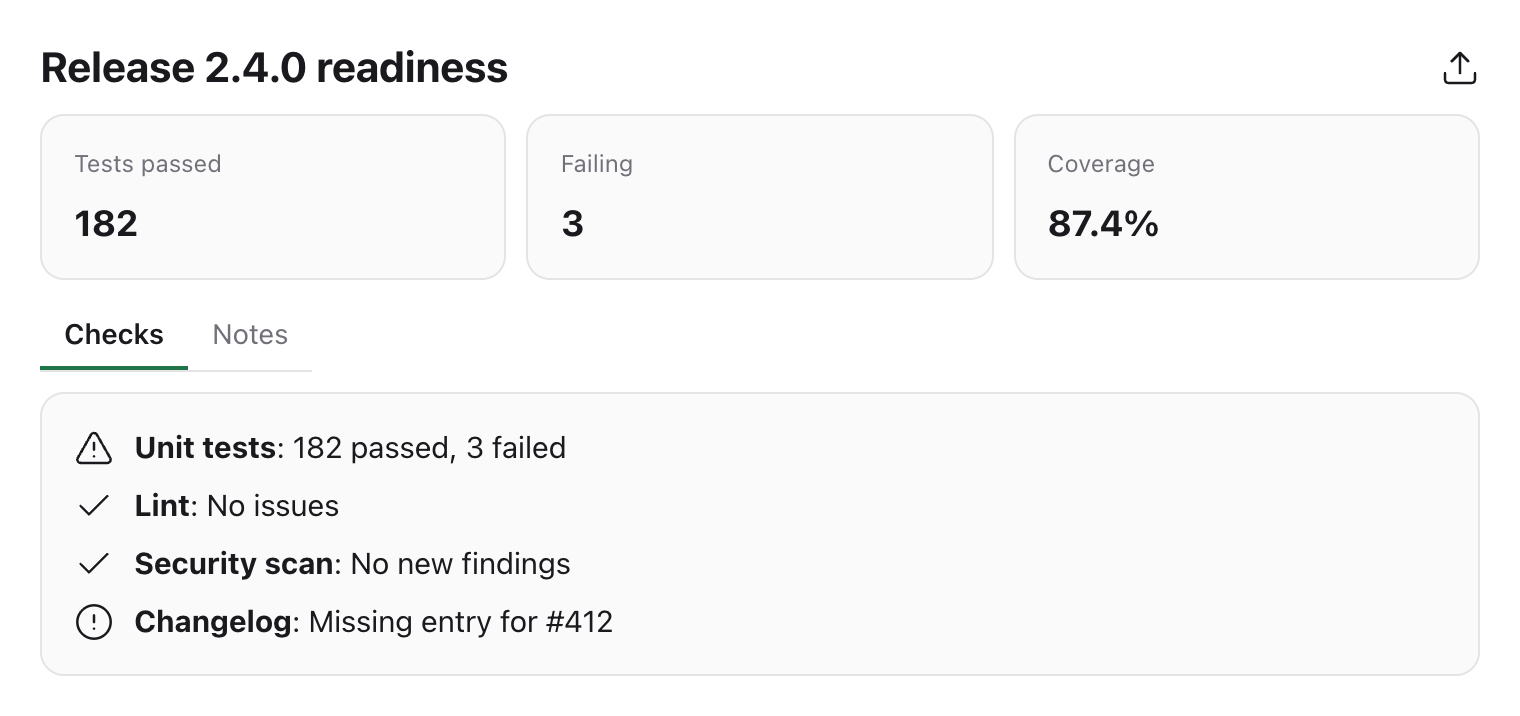 Release 2.4.0 readiness
Tests passed
182
Failing
3
Coverage
87.4%
Checks
Notes
Unit tests: 182 passed, 3 failed
Lint: No issues
Security scan: No new findings
Changelog: Missing entry for #412